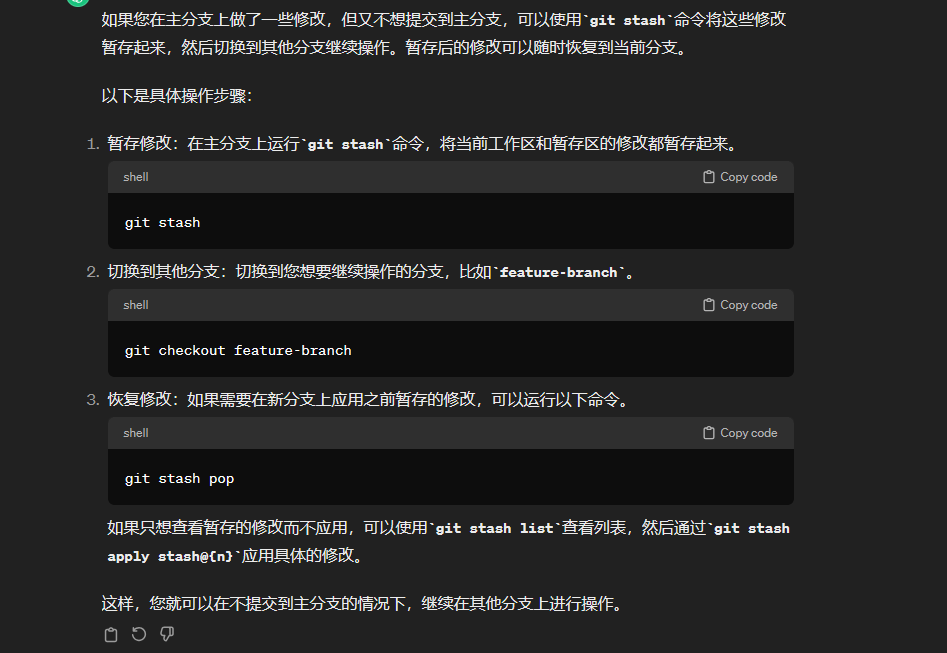 如果您在主分支上做了一些修改，但又不想提交到主分支，可以使用`git stash`命令将这些修改
暂存起来，然后切换到其他分支继续操作。暂存后的修改可以随时恢复到当前分支。
以下是具体操作步骤：
1. 暂存修改：在主分支上运行`git stash`命令，将当前工作区和暂存区的修改都暂存起来。
shell Copy code
git stash
2. 切换到其他分支：切换到您想要继续操作的分支，比如`feature-branch`。
shell Copy code
git checkout feature-branch
3. 恢复修改：如果需要在新分支上应用之前暂存的修改，可以运行以下命令。
shell Copy code
git stash pop
如果只想查看暂存的修改而不应用，可以使用`git stash list`查看列表，然后通过`git stash
apply stash@{n}`应用具体的修改。
这样，您就可以在不提交到主分支的情况下，继续在其他分支上进行操作。